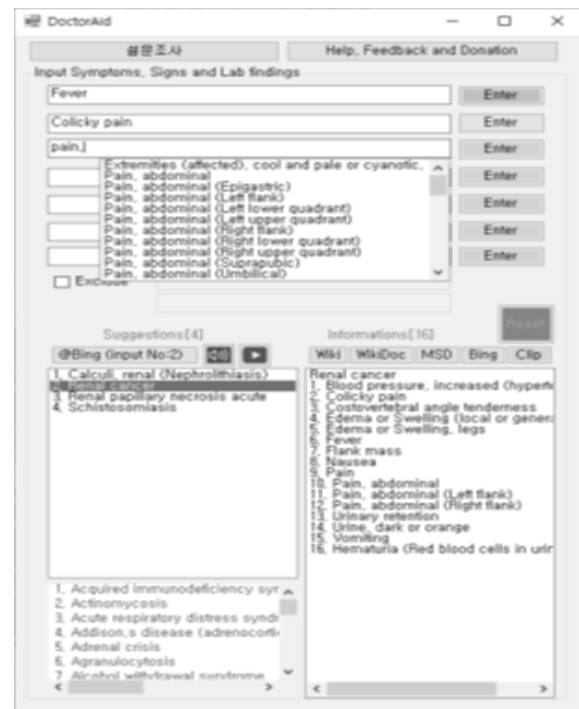 DoctorAid
설문조사
Help, Feedback and Donation
Input Symptoms, Signs and Lab findings
Fever
Enter
Colicky pain
Enter
pain,
Enter
Extremities (affected), cool and pale or cyanotic,
Pain, abdominal
Pain, abdominal (Epigastric)
Pain, abdominal (Left flank)
Pain, abdominal (Left lower quadrant)
Pain, abdominal (Left upper quadrant)
Pain, abdominal (Right flank)
Pain, abdominal (Right lower quadrant)
Pain, abdominal (Right upper quadrant)
Pain, abdominal (Suprapubic)
Pain, abdominal (Umbilical)
Enter
Enter
Enter
Enter
Exclude
Reset
Suggestions[4]
Informations[16]
@Bing (input No:2)
Wiki
WikiDoc
MSD
Bing
Clip
1, Calculi, renal (Nephrolithiasis)
2, Renal cancer
3, Renal papillary necrosis acute
4, Schistosomiasis
Renal cancer
1, Blood pressure, increased (hyperte
2, Colicky pain
3, Costovertebral angle tenderness
4, Edema or Swelling (local or genera
5, Edema or Swelling, legs
6, Fever
7, Flank mass
8, Nausea
9, Pain
10, Pain, abdominal
11, Pain, abdominal (Left flank)
12, Pain, abdominal (Right flank)
13, Urinary retention
14, Urine, dark or orange
15, Vomiting
16, Hematuria (Red blood cells in urin
1, Acquired immunodeficiency syr
2, Actinomycosis
3, Acute respiratory distress syndr
4, Addison,s disease (adrenocorti
5, Adrenal crisis
6, Agranulocytosis
7, Alcohol withdrawal syndrome